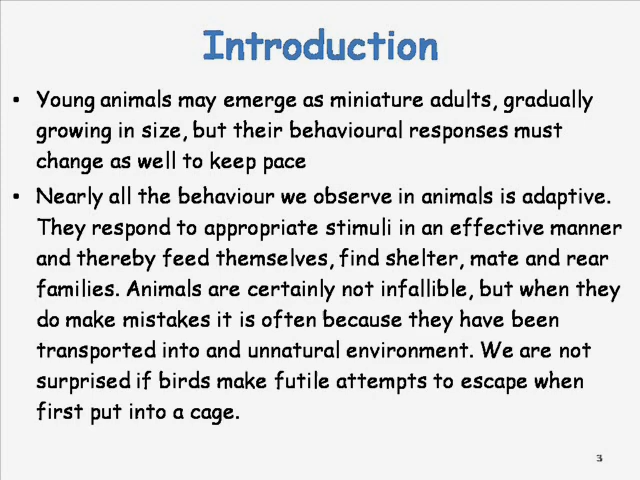 Introduction
• Young animals may emerge as miniature adults, gradually
growing in size, but their behavioural responses must
change as well to keep pace
• Nearly all the behaviour we observe in animals is adaptive.
They respond to appropriate stimuli in an effective manner
and thereby feed themselves, find shelter, mate and rear
families. Animals are certainly not infallible, but when they
do make mistakes it is often because they have been
transported into and unnatural environment. We are not
surprised if birds make futile attempts to escape when
first put into a cage.
3